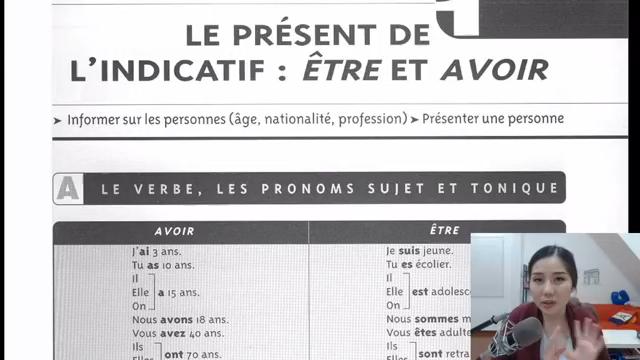 LE PRÉSENT DE
L'INDICATIF : ÊTRE ET AVOIR
➤ Informer sur les personnes (âge, nationalité, profession) ➤ Présenter une personne
A LE VERBE, LES PRONOMS SUJET ET TONIQUE
AVOIR
J'ai 3 ans.
Tu as 10 ans.
Il
Elle a 15 ans.
On
Nous avons 18 ans.
Vous avez 40 ans.
Ils
Elles ont 70 ans.
ÊTRE
Je suis jeune.
Tu es écolier.
Il
Elle est adolesc
On
Nous sommes m
Vous êtes adulte
Ils
sont retra